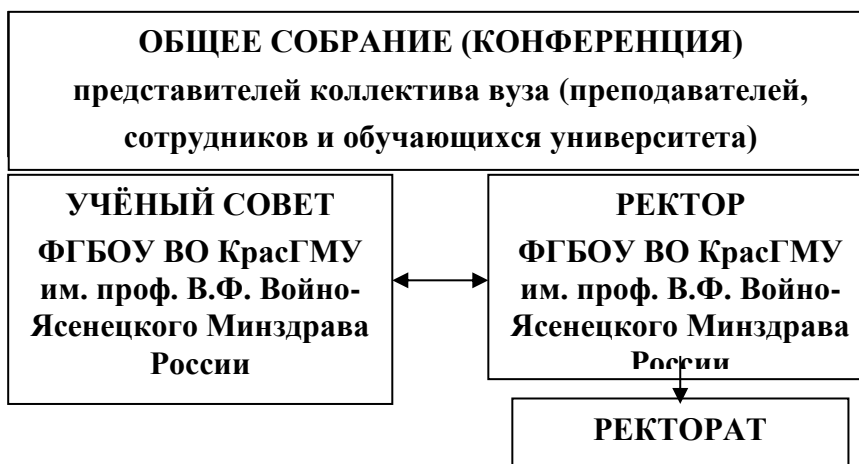 ОБЩЕЕ СОБРАНИЕ (КОНФЕРЕНЦИЯ)
представителей коллектива вуза (преподавателей,
сотрудников и обучающихся университета)
УЧЁНЫЙ СОВЕТ
ФГБОУ ВО КрасГМУ
им. проф. В.Ф. Войно-
Ясенецкого Минздрава
России
РЕКТОР
ФГБОУ ВО КрасГМУ
им. проф. В.Ф. Войно-
Ясенецкого Минздрава
России
РЕКТОРАТ